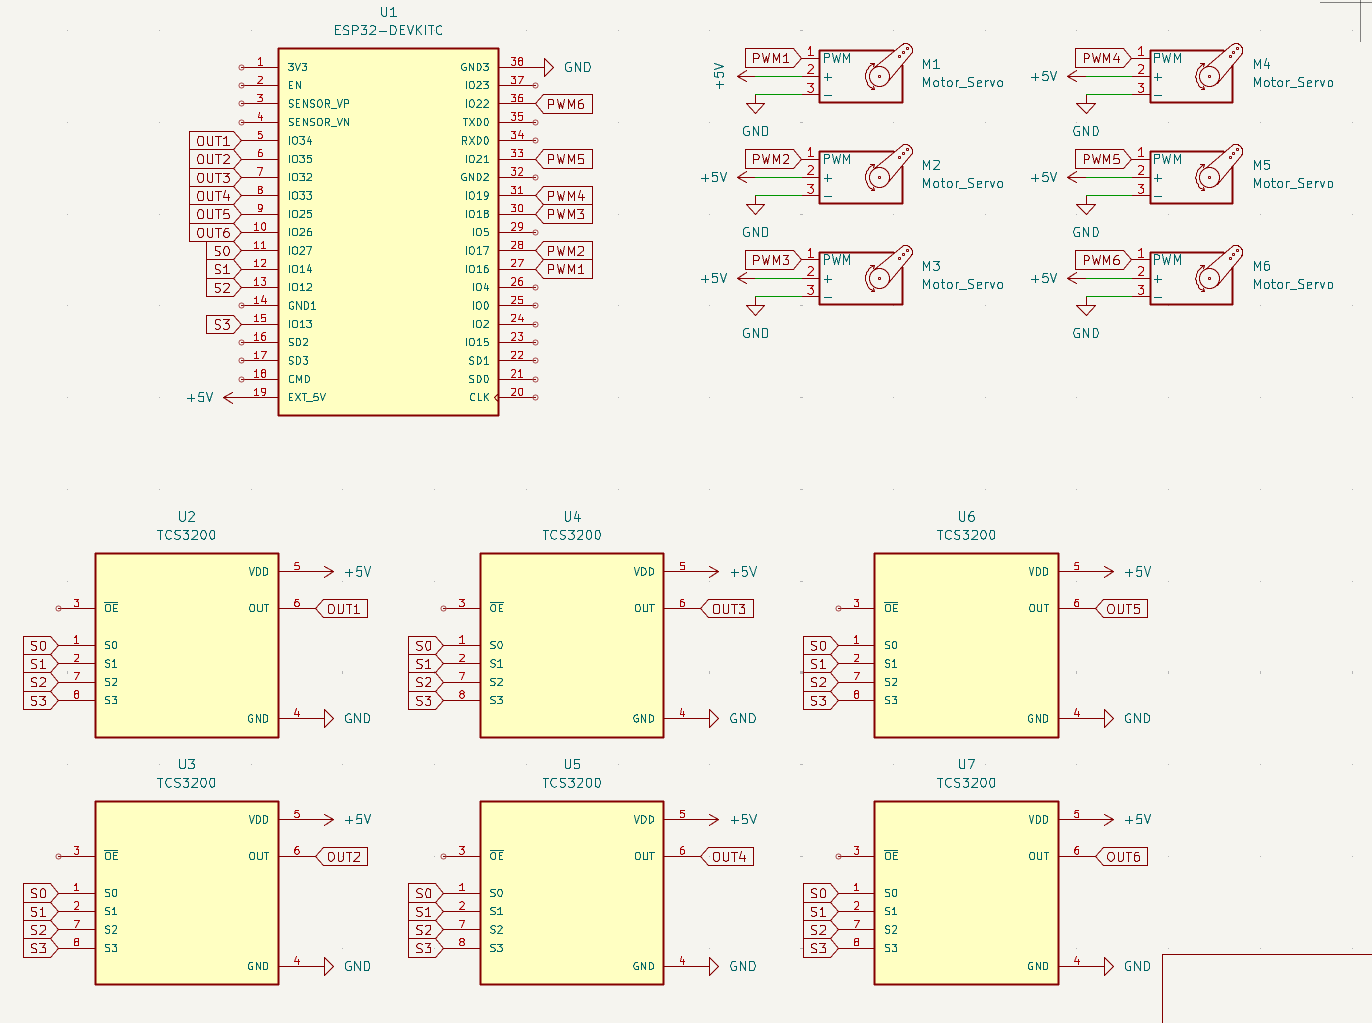 U1
ESP32-DEVKITC
1 3V3 GND3 38 GND
2 EN IO23 37
3 SENSOR_VP IO22 36 PWM6
4 SENSOR_VN TXD0 35
OUT1 5 IO34 RXD0 34
OUT2 6 IO35 IO21 33 PWM5
OUT3 7 IO32 GND2 32
OUT4 8 IO33 IO19 31 PWM4
OUT5 9 IO25 IO18 30 PWM3
OUT6 10 IO26 IO5 29
S0 11 IO27 IO17 28 PWM2
S1 12 IO14 IO16 27 PWM1
S2 13 IO12 IO4 26
14 GND1 IO0 25
S3 15 IO13 IO2 24
16 SD2 IO15 23
17 SD3 SD1 22
18 CMD SD0 21
+5V 19 EXT_5V CLK 20
PWM1 1 PWM M1
+5V 2 + Motor_Servo
3 -
GND
PWM4 1 PWM M4
+5V 2 + Motor_Servo
3 -
GND
PWM2 1 PWM M2
+5V 2 + Motor_Servo
3 -
GND
PWM5 1 PWM M5
+5V 2 + Motor_Servo
3 -
GND
PWM3 1 PWM M3
+5V 2 + Motor_Servo
3 -
GND
PWM6 1 PWM M6
+5V 2 + Motor_Servo
3 -
GND
U2
TCS3200
VDD 5 +5V
3 OE OUT 6 OUT1
S0 1 S0
S1 2 S1
S2 7 S2
S3 8 S3
GND 4 GND
U4
TCS3200
VDD 5 +5V
3 OE OUT 6 OUT3
S0 1 S0
S1 2 S1
S2 7 S2
S3 8 S3
GND 4 GND
U6
TCS3200
VDD 5 +5V
3 OE OUT 6 OUT5
S0 1 S0
S1 2 S1
S2 7 S2
S3 8 S3
GND 4 GND
U3
TCS3200
VDD 5 +5V
3 OE OUT 6 OUT2
S0 1 S0
S1 2 S1
S2 7 S2
S3 8 S3
GND 4 GND
U5
TCS3200
VDD 5 +5V
3 OE OUT 6 OUT4
S0 1 S0
S1 2 S1
S2 7 S2
S3 8 S3
GND 4 GND
U7
TCS3200
VDD 5 +5V
3 OE OUT 6 OUT6
S0 1 S0
S1 2 S1
S2 7 S2
S3 8 S3
GND 4 GND